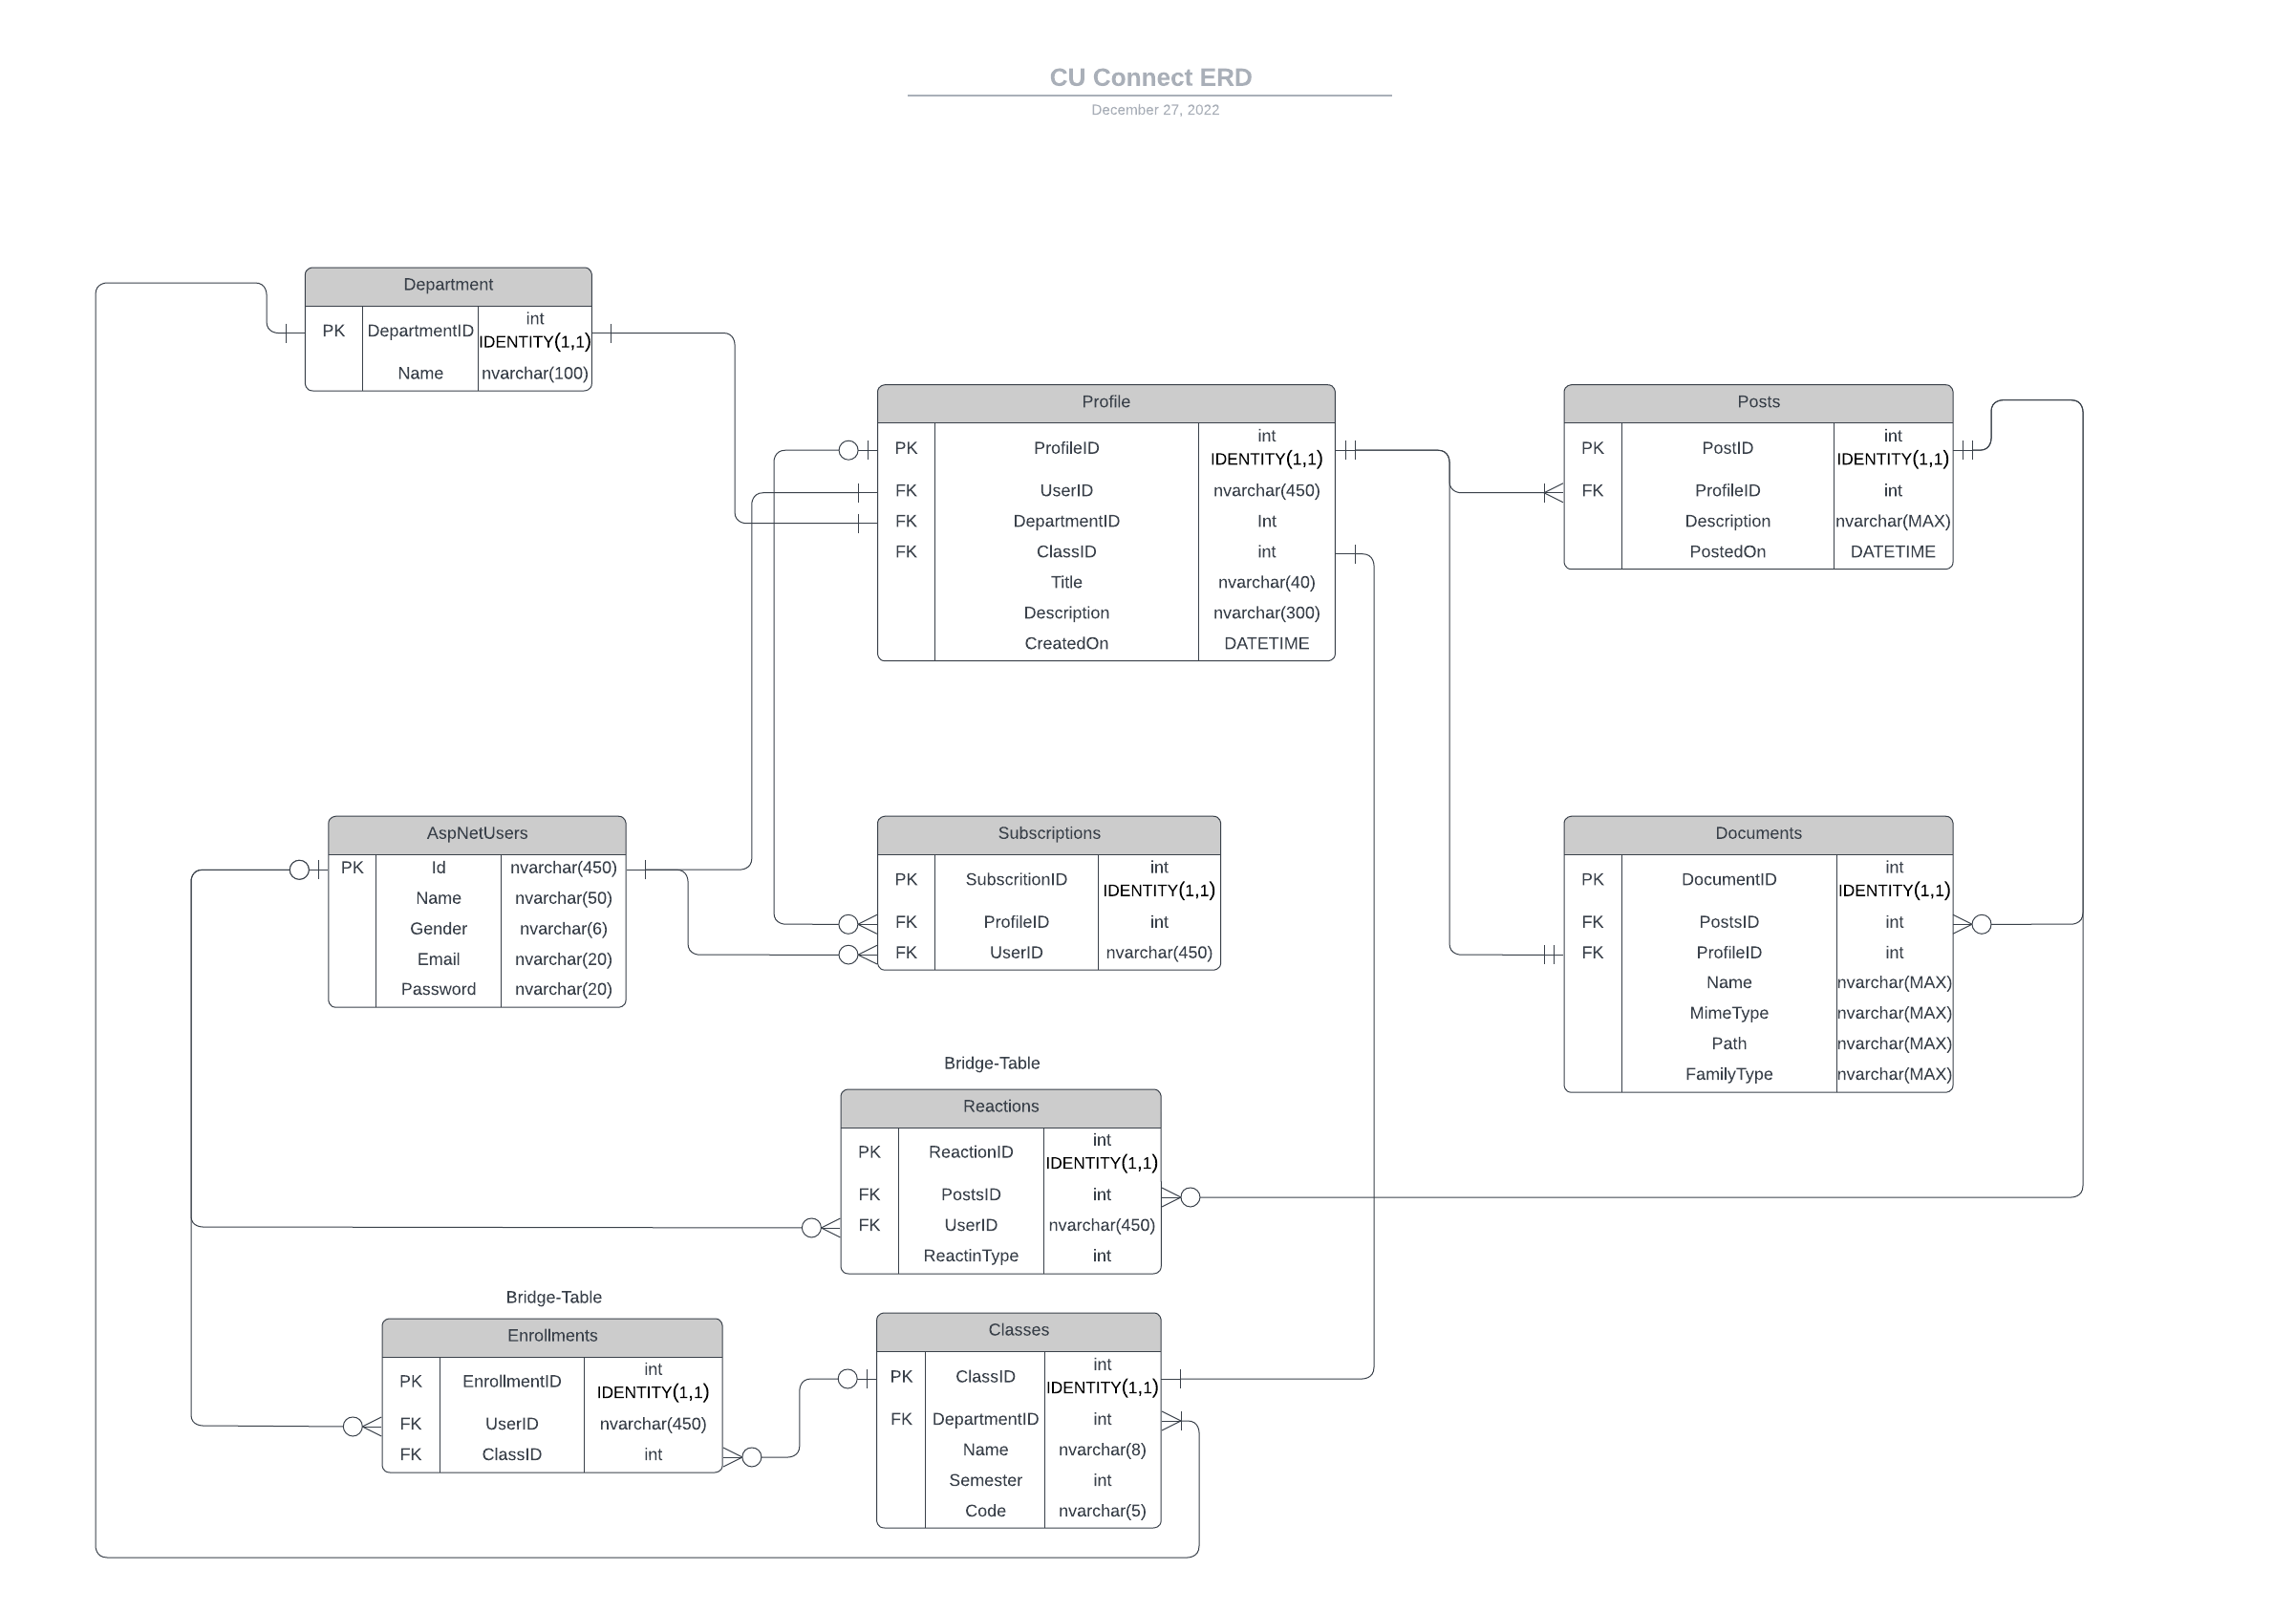 CU Connect ERD
December 27, 2022
Department
PK DepartmentID int
IDENTITY(1,1)
Name nvarchar(100)
Profile
PK ProfileID int
IDENTITY(1,1)
FK UserID nvarchar(450)
FK DepartmentID Int
FK ClassID int
Title nvarchar(40)
Description nvarchar(300)
CreatedOn DATETIME
Posts
PK PostID int
IDENTITY(1,1)
FK ProfileID int
Description nvarchar(MAX)
PostedOn DATETIME
AspNetUsers
PK Id nvarchar(450)
Name nvarchar(50)
Gender nvarchar(6)
Email nvarchar(20)
Password nvarchar(20)
Subscriptions
PK SubscritionID int
IDENTITY(1,1)
FK ProfileID int
FK UserID nvarchar(450)
Documents
PK DocumentID int
IDENTITY(1,1)
FK PostsID int
FK ProfileID int
Name nvarchar(MAX)
MimeType nvarchar(MAX)
Path nvarchar(MAX)
FamilyType nvarchar(MAX)
Bridge-Table
Reactions
PK ReactionID int
IDENTITY(1,1)
FK PostsID int
FK UserID nvarchar(450)
ReactinType int
Bridge-Table
Enrollments
PK EnrollmentID int
IDENTITY(1,1)
FK UserID nvarchar(450)
FK ClassID int
Classes
PK ClassID int
IDENTITY(1,1)
FK DepartmentID int
Name nvarchar(8)
Semester int
Code nvarchar(5)